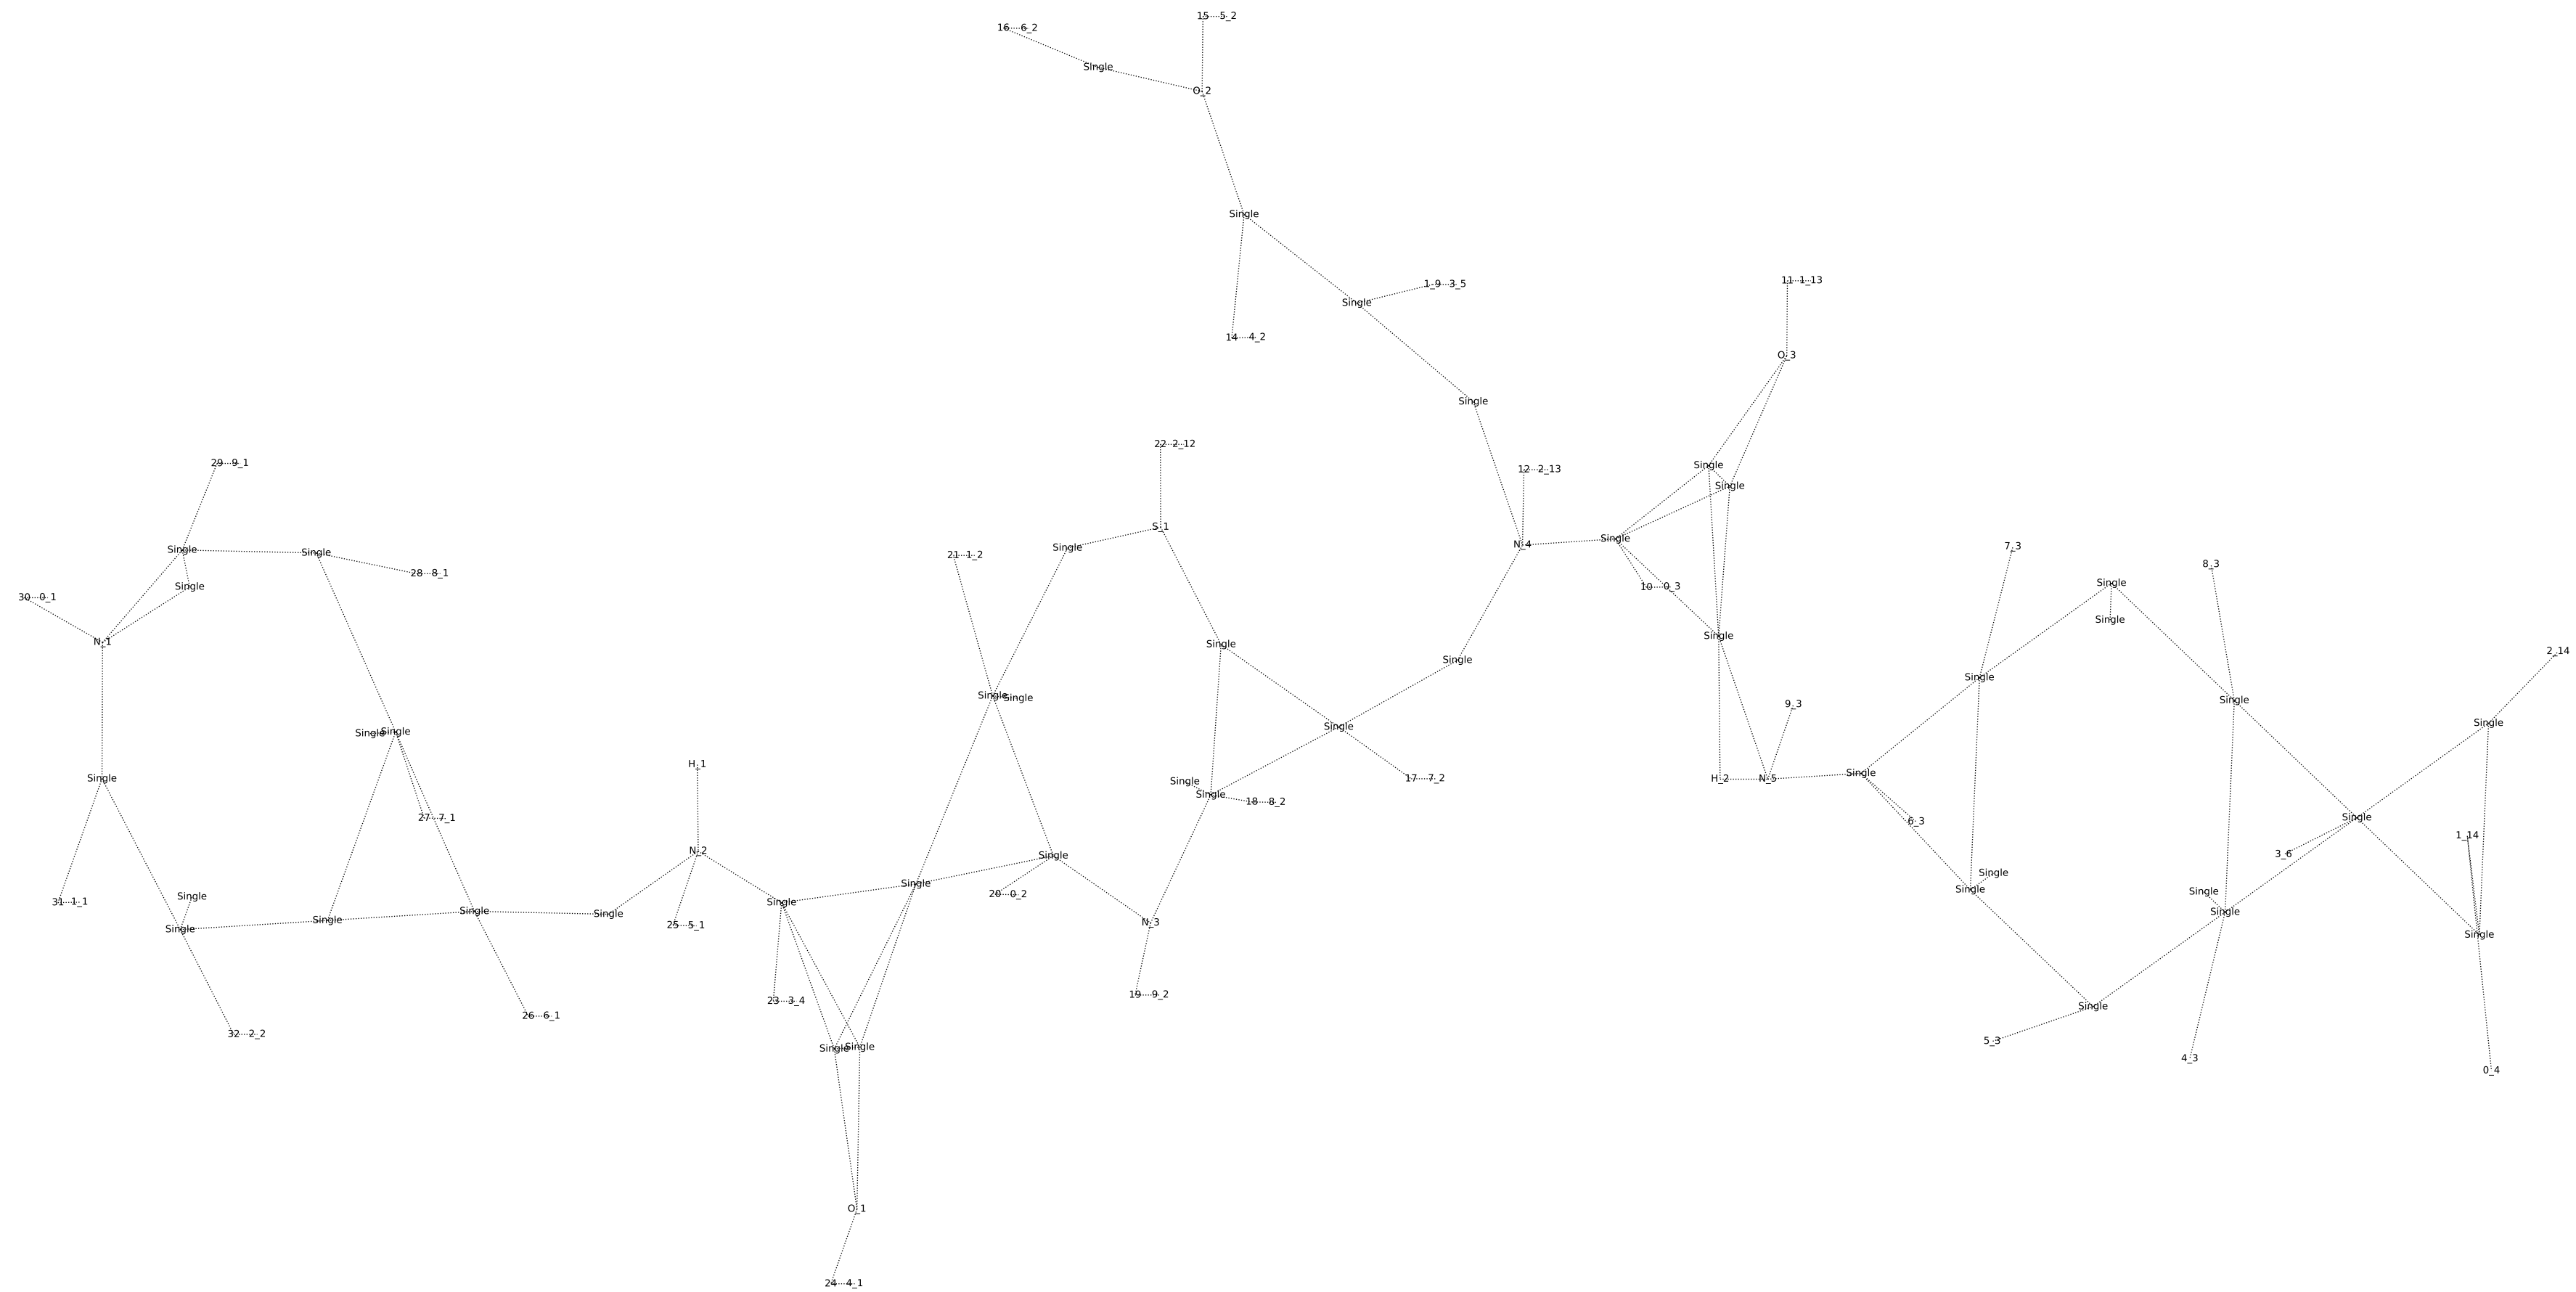 15 5_2
16 6_2
Single
O_2
Single
11 1_13
1_9 3_5
Single
14 4_2
O_3
Single
22 2_12
29 9_1
Single
12 2_13
Single
S_1
N_4
Single
7_3
Single
Single
Single
21 1_2
Single
8_3
28 8_1
Single
Single
10 0_3
30 0_1
Single
N_1
Single
Single
2_14
Single
Single
Single
Single
Single
9_3
Single
Single
Single
Single
H_1
Single
Single
17 7_2
H_2
N_5
Single
Single
Single
18 8_2
27 7_1
Single
6_3
1_14
N_2
Single
3_6
Single
Single
Single
Single
20 0_2
Single
31 1_1
Single
Single
Single
Single
Single
Single
N_3
25 5_1
Single
Single
19 9_2
23 3_4
Single
26 6_1
32 2_2
5_3
Single
Single
4_3
0_4
O_1
24 4_1